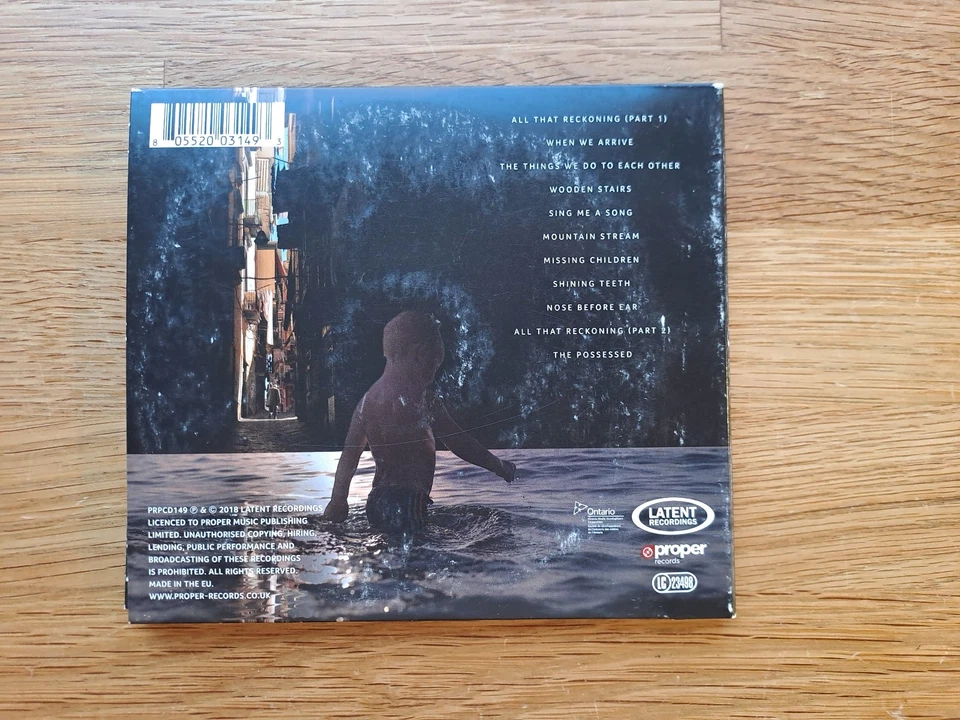 8 05520 03149 3
ALL THAT RECKONING (PART 1)
WHEN WE ARRIVE
THE THINGS WE DO TO EACH OTHER
WOODEN STAIRS
SING ME A SONG
MOUNTAIN STREAM
MISSING CHILDREN
SHINING TEETH
NOSE BEFORE EAR
ALL THAT RECKONING (PART 2)
THE POSSESSED
PRPCD149 ℗ & © 2018 LATENT RECORDINGS
LICENCED TO PROPER MUSIC PUBLISHING
LIMITED. UNAUTHORISED COPYING, HIRING,
LENDING, PUBLIC PERFORMANCE AND
BROADCASTING OF THESE RECORDINGS
IS PROHIBITED. ALL RIGHTS RESERVED.
MADE IN THE EU.
WWW.PROPER-RECORDS.CO.UK
Ontario
LATENT
RECORDINGS
proper
records
LC 23498